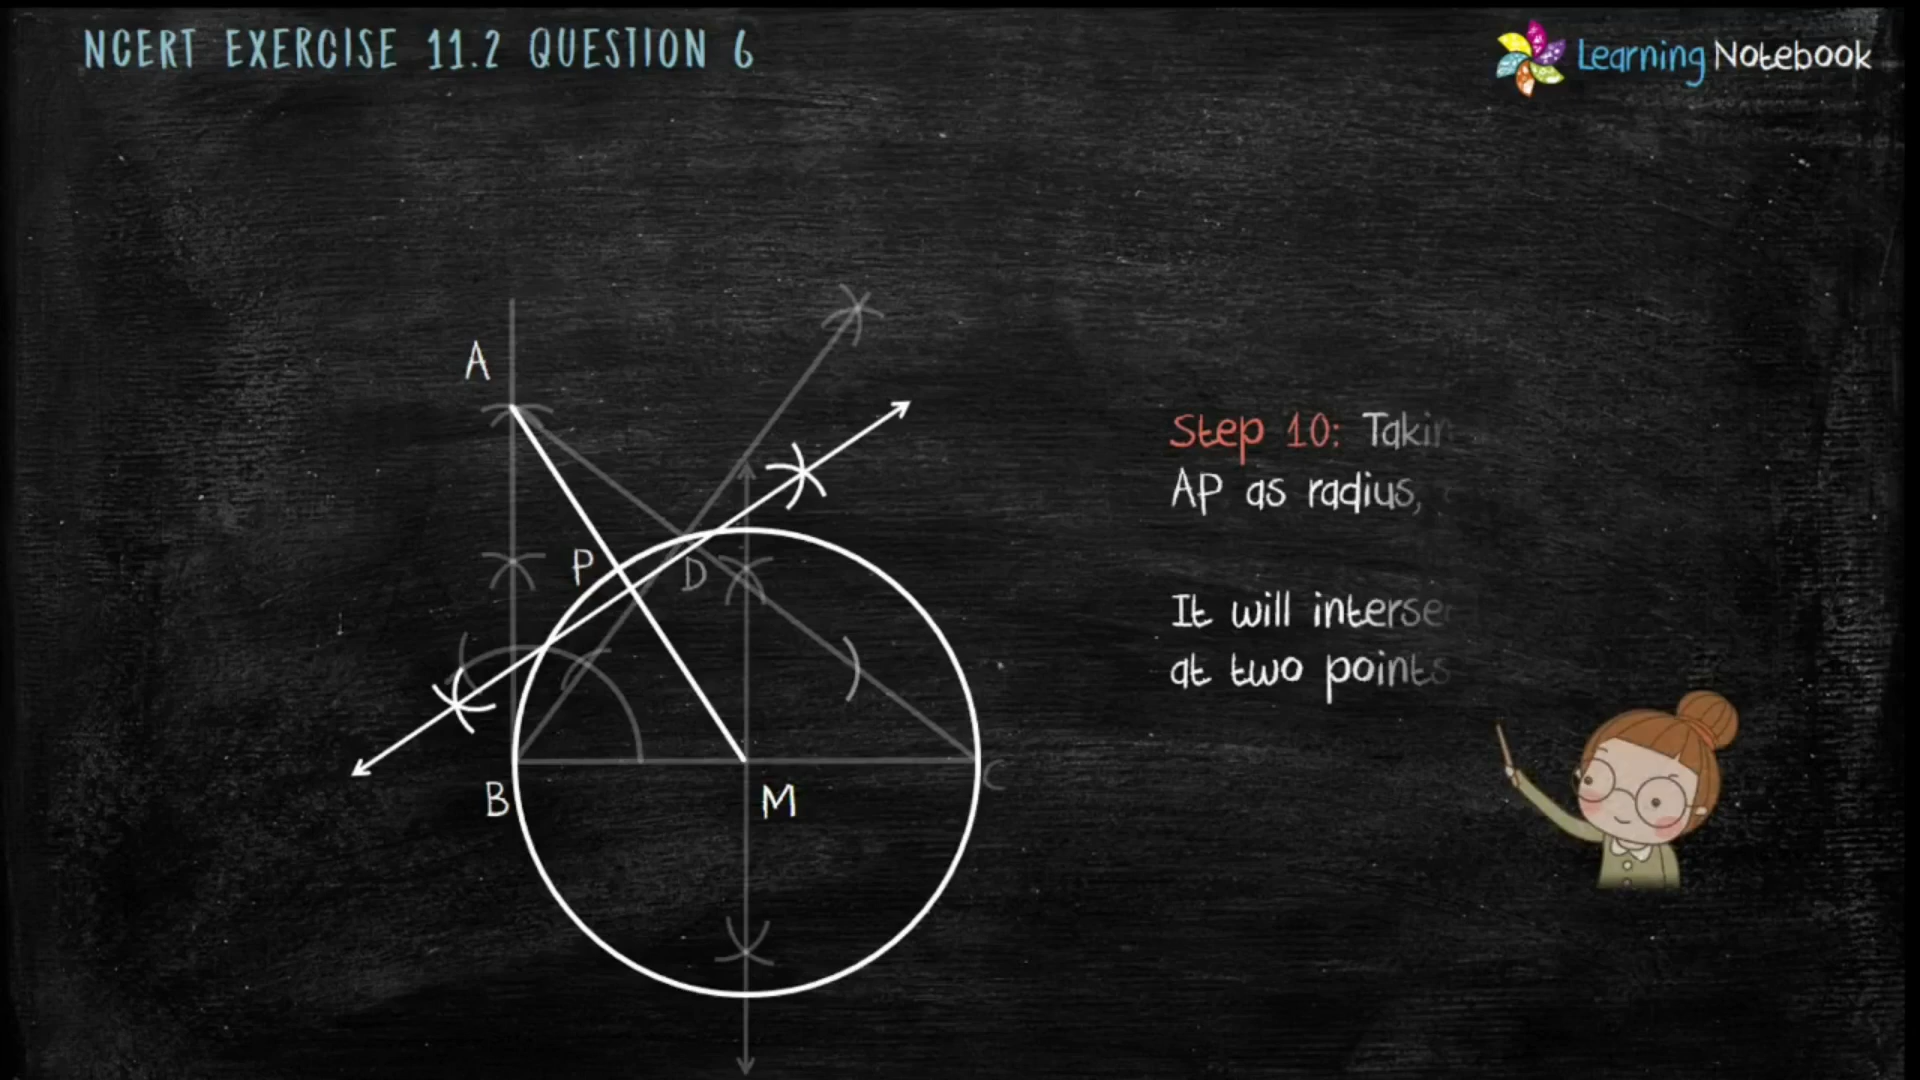 NCERT EXERCISE 11.2 QUESTION 6
Learning Notebook
A
P
D
B
M
C
Step 10: Takin
AP as radius,
It will interse
at two points